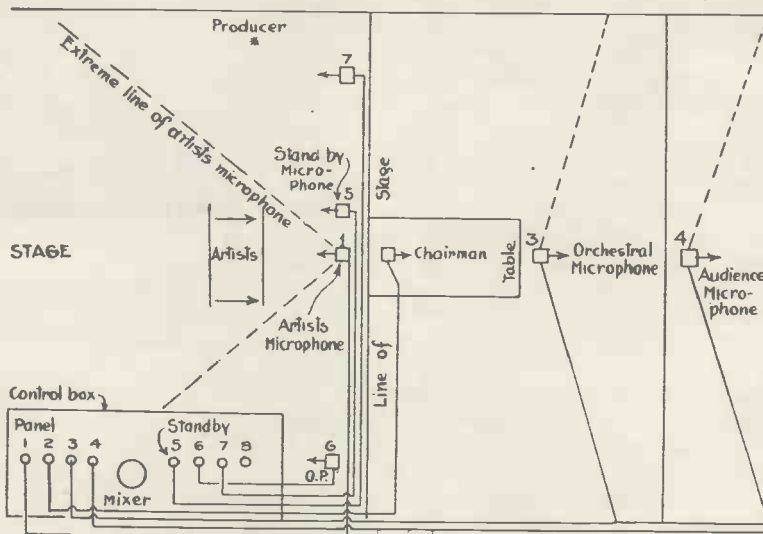 Producer
*
7
Extreme line of artists microphone
Stand by
Micro-
Phone
5
Stage
STAGE
Artists
1
Chairman
Table
3
Orchestral
Microphone
4
Audience
Micro-
phone
Artists
Microphone
Line of
Control box
Panel
1 2 3 4
Mixer
Standby
5 6 7 8
6
O.P.